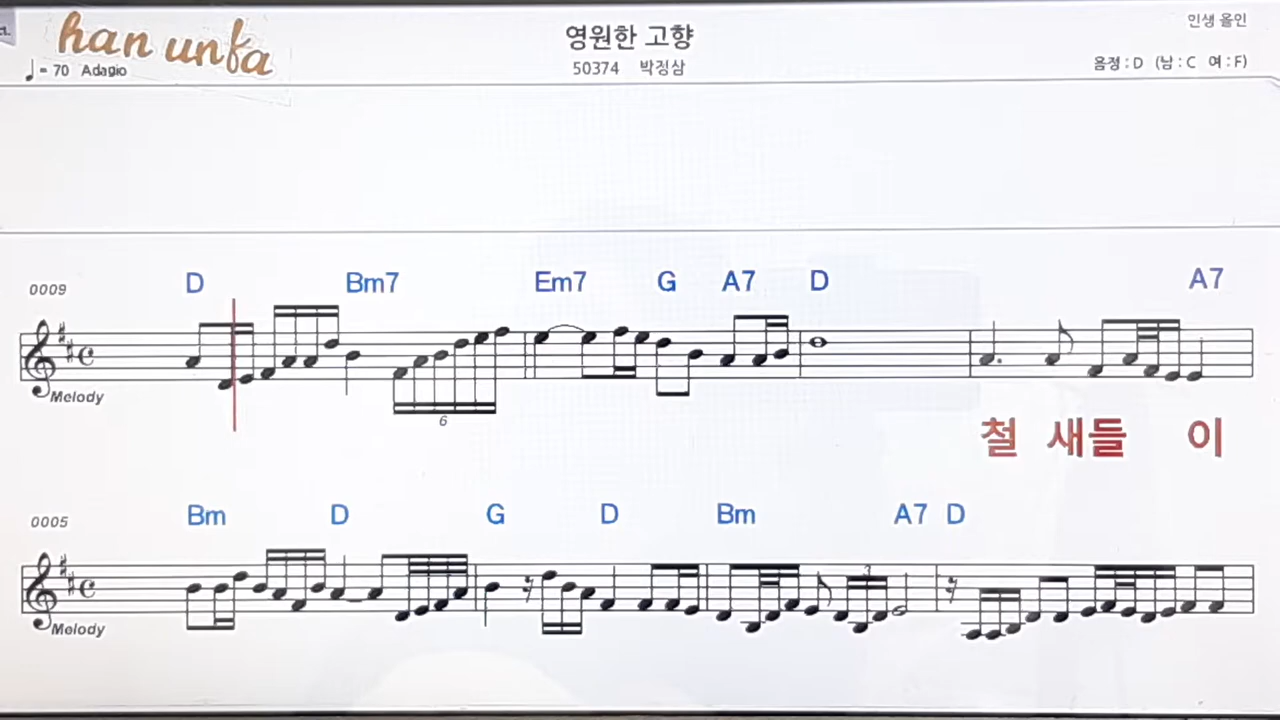 han unfa
영원한 고향
인생 올인
♩= 70 Adagio
50374 박정삼
음정 : D (남 : C 여 : F)
D Bm7 Em7 G A7 D A7
0009
Melody
6
철 새들 이
Bm D G D Bm A7 D
0005
3
Melody